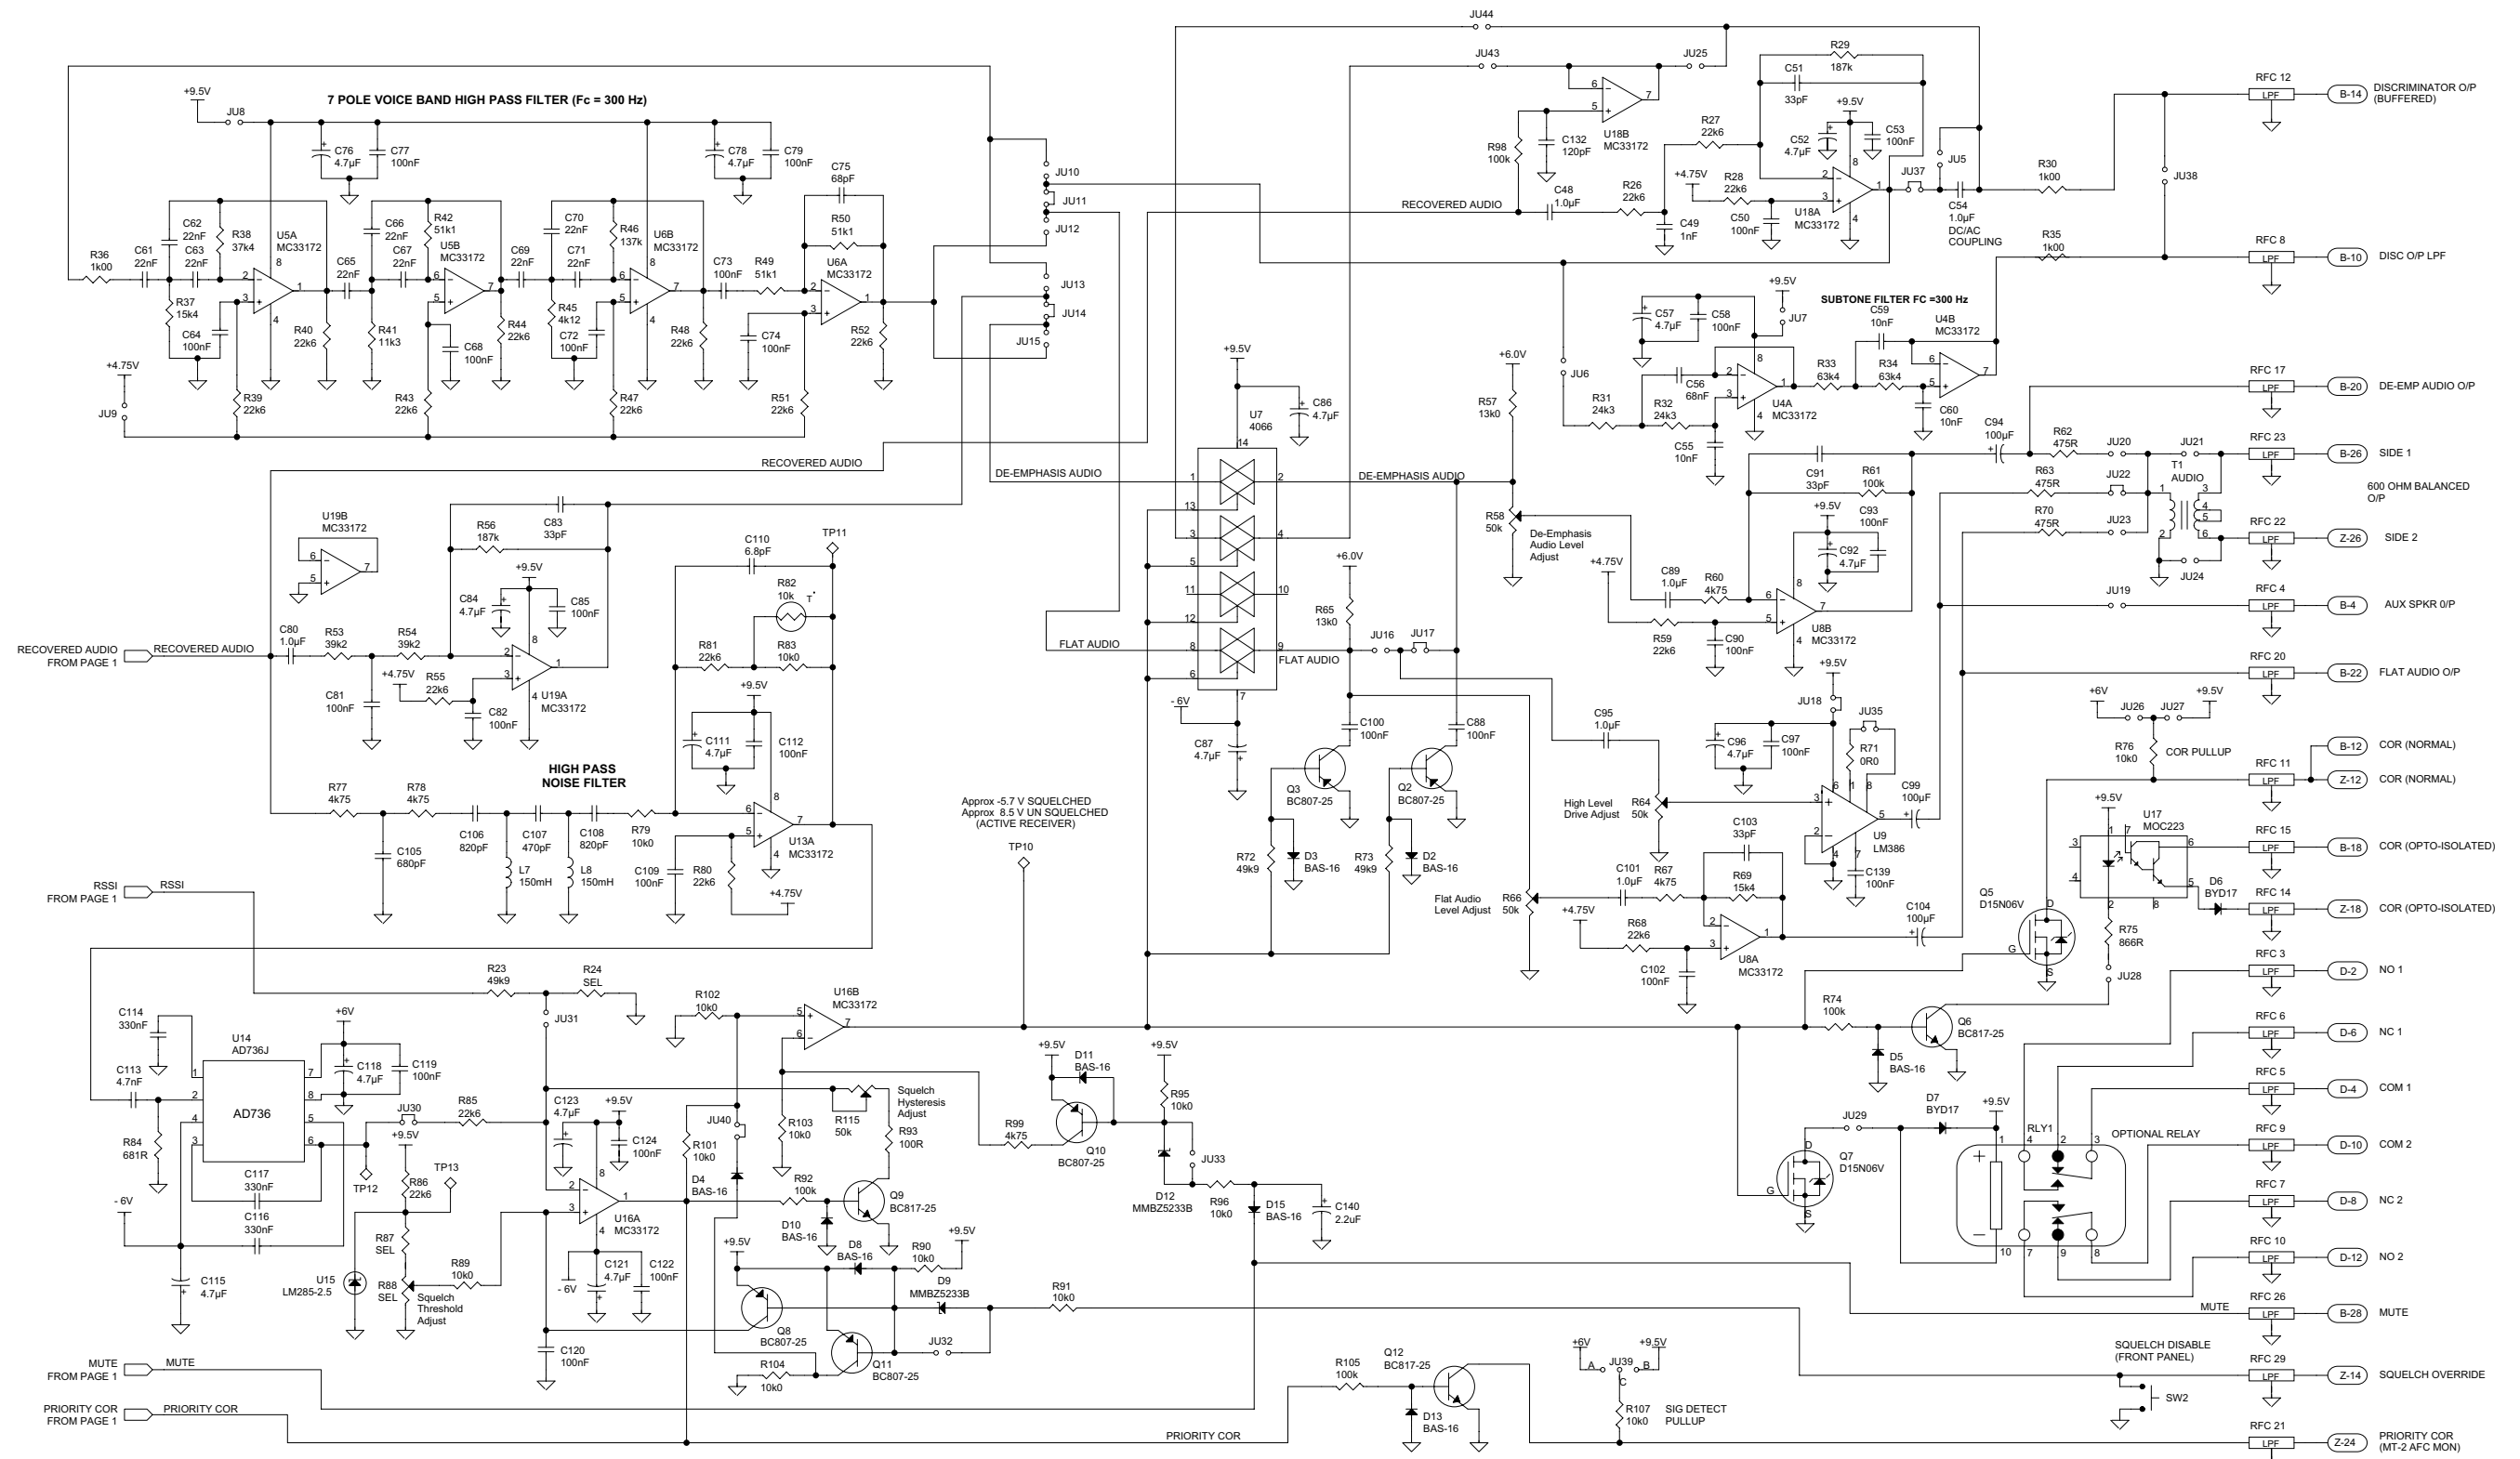 JU44
JU43
JU25
R29
187k
C51
33pF
+9.5V
C52
4.7µF
C53
100nF
RFC 12
LPF
B-14
DISCRIMINATOR O/P
(BUFFERED)
+9.5V
JU8
7 POLE VOICE BAND HIGH PASS FILTER (Fc = 300 Hz)
C76
4.7µF
C77
100nF
C78
4.7µF
C79
100nF
C75
68pF
R50
51k1
JU10
JU11
JU12
JU13
JU14
JU15
R36
1k00
C61
22nF
C62
22nF
C63
22nF
R38
37k4
U5A
MC33172
R37
15k4
C64
100nF
R40
22k6
C65
22nF
C66
22nF
C67
22nF
R42
51k1
U5B
MC33172
R41
11k3
C68
100nF
R44
22k6
C69
22nF
C70
22nF
C71
22nF
R46
137k
U6B
MC33172
R45
4k12
C72
100nF
R48
22k6
C73
100nF
R49
51k1
U6A
MC33172
C74
100nF
R52
22k6
+4.75V
JU9
R39
22k6
R43
22k6
R47
22k6
R51
22k6
RECOVERED AUDIO
R98
100k
C132
120pF
U18B
MC33172
RECOVERED AUDIO
C48
1.0µF
R26
22k6
C49
1nF
R27
22k6
+4.75V
R28
22k6
C50
100nF
U18A
MC33172
JU37
JU5
C54
1.0µF
DC/AC
COUPLING
R30
1k00
JU38
R35
1k00
RFC 8
LPF
B-10
DISC O/P LPF
SUBTONE FILTER FC =300 Hz
+9.5V
JU7
C57
4.7µF
C58
100nF
C59
10nF
U4B
MC33172
JU6
R31
24k3
R32
24k3
C56
68nF
C55
10nF
U4A
MC33172
R33
63k4
R34
63k4
C60
10nF
RFC 17
LPF
B-20
DE-EMP AUDIO O/P
+9.5V
C86
4.7µF
U7
4066
DE-EMPHASIS AUDIO
DE-EMPHASIS AUDIO
FLAT AUDIO
FLAT AUDIO
- 6V
C87
4.7µF
+6.0V
R57
13k0
R58
50k
De-Emphasis
Audio Level
Adjust
+4.75V
C89
1.0µF
R60
4k75
R59
22k6
C90
100nF
U8B
MC33172
C91
33pF
R61
100k
+9.5V
C93
100nF
C92
4.7µF
C94
100µF
R62
475R
JU20
JU21
R63
475R
JU22
R70
475R
JU23
T1
AUDIO
JU24
RFC 23
LPF
B-26
SIDE 1
600 OHM BALANCED
O/P
RFC 22
LPF
Z-26
SIDE 2
JU19
RFC 4
LPF
B-4
AUX SPKR 0/P
RFC 20
LPF
B-22
FLAT AUDIO O/P
U19B
MC33172
R56
187k
C83
33pF
+9.5V
C84
4.7µF
C85
100nF
RECOVERED AUDIO
FROM PAGE 1
RECOVERED AUDIO
C80
1.0µF
R53
39k2
R54
39k2
C81
100nF
+4.75V
R55
22k6
C82
100nF
U19A
MC33172
C110
6.8pF
TP11
R82
10k
T*
R81
22k6
R83
10k0
+9.5V
C111
4.7µF
C112
100nF
HIGH PASS
NOISE FILTER
R77
4k75
R78
4k75
C106
820pF
C107
470pF
C108
820pF
R79
10k0
C105
680pF
L7
150mH
L8
150mH
C109
100nF
R80
22k6
+4.75V
U13A
MC33172
Approx -5.7 V SQUELCHED
Approx 8.5 V UN SQUELCHED
(ACTIVE RECEIVER)
TP10
+6.0V
R65
13k0
JU16
JU17
C100
100nF
C88
100nF
Q3
BC807-25
Q2
BC807-25
R72
49k9
D3
BAS-16
R73
49k9
D2
BAS-16
C95
1.0µF
High Level
Drive Adjust
R64
50k
+9.5V
JU18
C96
4.7µF
C97
100nF
JU35
R71
0R0
C99
100µF
U9
LM386
C139
100nF
C103
33pF
Flat Audio
Level Adjust
R66
50k
C101
1.0µF
R67
4k75
R69
15k4
+4.75V
R68
22k6
C102
100nF
U8A
MC33172
C104
100µF
+6V
JU26
JU27
+9.5V
R76
10k0
COR PULLUP
B-12
COR (NORMAL)
RFC 11
LPF
Z-12
COR (NORMAL)
+9.5V
U17
MOC223
RFC 15
LPF
B-18
COR (OPTO-ISOLATED)
D6
BYD17
RFC 14
LPF
Z-18
COR (OPTO-ISOLATED)
Q5
D15N06V
D
G
S
R75
866R
JU28
RFC 3
LPF
D-2
NO 1
RSSI
FROM PAGE 1
RSSI
R23
49k9
R24
SEL
JU31
C114
330nF
U14
AD736J
AD736
+6V
C118
4.7µF
C119
100nF
C113
4.7nF
R84
681R
JU30
R85
22k6
+9.5V
C117
330nF
C116
330nF
TP12
TP13
- 6V
C115
4.7µF
R86
22k6
R87
SEL
U15
LM285-2.5
R88
SEL
Squelch
Threshold
Adjust
R89
10k0
C123
4.7µF
+9.5V
C124
100nF
U16A
MC33172
- 6V
C121
4.7µF
C122
100nF
C120
100nF
R102
10k0
U16B
MC33172
JU40
R101
10k0
D4
BAS-16
R103
10k0
R115
50k
Squelch
Hysteresis
Adjust
R93
100R
R92
100k
Q9
BC817-25
D10
BAS-16
+9.5V
D8
BAS-16
R90
10k0
+9.5V
D9
MMBZ5233B
Q8
BC807-25
Q11
BC807-25
R104
10k0
JU32
R91
10k0
R99
4k75
+9.5V
D11
BAS-16
Q10
BC807-25
+9.5V
R95
10k0
D12
MMBZ5233B
JU33
R96
10k0
D15
BAS-16
C140
2.2uF
R74
100k
D5
BAS-16
Q6
BC817-25
Q7
D15N06V
D
G
S
JU29
D7
BYD17
+9.5V
RLY1
OPTIONAL RELAY
RFC 6
LPF
D-6
NC 1
RFC 5
LPF
D-4
COM 1
RFC 9
LPF
D-10
COM 2
RFC 7
LPF
D-8
NC 2
RFC 10
LPF
D-12
NO 2
MUTE
RFC 26
LPF
B-28
MUTE
SQUELCH DISABLE
(FRONT PANEL)
SW2
RFC 29
LPF
Z-14
SQUELCH OVERRIDE
MUTE
FROM PAGE 1
MUTE
PRIORITY COR
FROM PAGE 1
PRIORITY COR
PRIORITY COR
R105
100k
Q12
BC817-25
D13
BAS-16
+6V
A
JU39
B
C
+9.5V
R107
10k0
SIG DETECT
PULLUP
RFC 21
LPF
Z-24
PRIORITY COR
(MT-2 AFC MON)